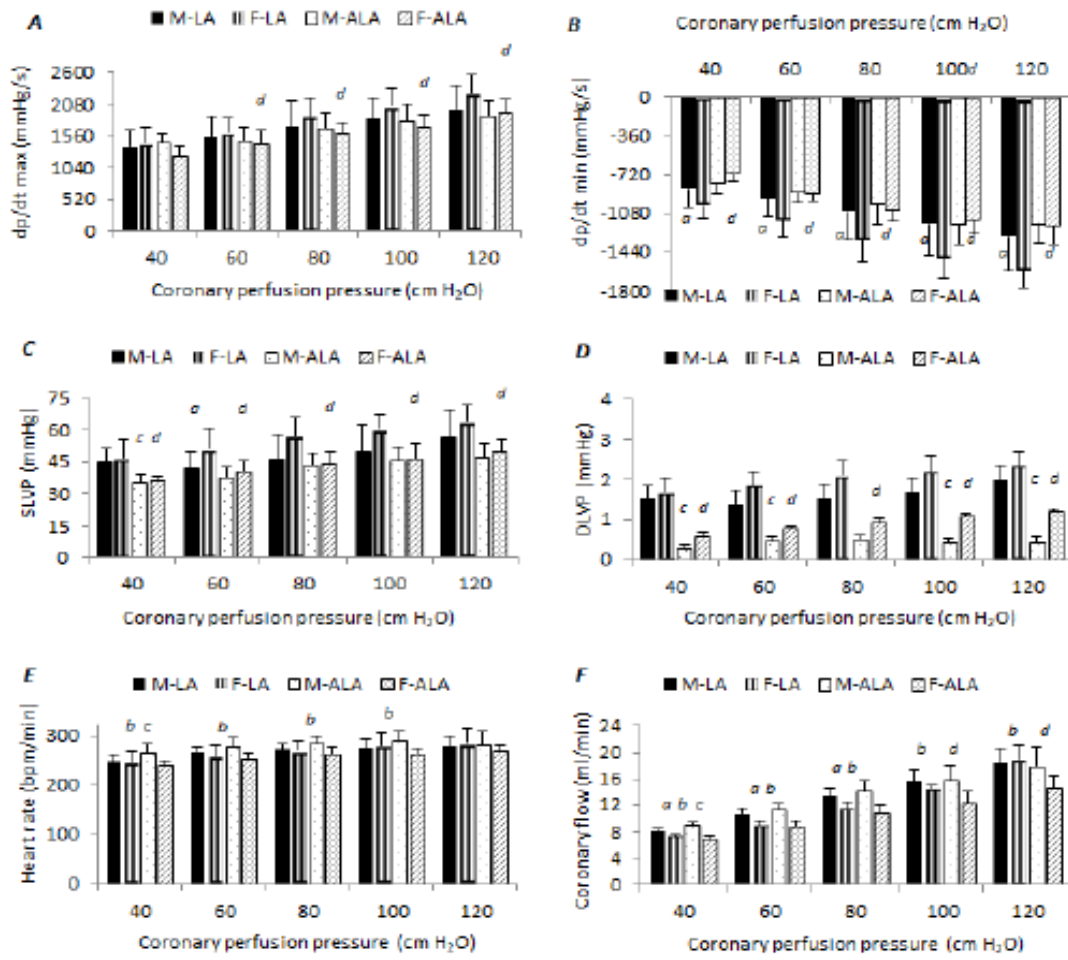 A
M-LA F-LA M-ALA F-ALA
dp/dt max (mmHg/s)
2600
2080
1560
1040
520
0
d d d d
40 60 80 100 120
Coronary perfusion pressure (cm H₂O)
B
Coronary perfusion pressure (cm H₂O)
40 60 80 100 d 120
dp/dt min (mmHg/s)
0
-360
-720
-1080
-1440
-1800
a d a d a d a d a d
M-LA F-LA M-ALA F-ALA
C
M-LA F-LA M-ALA F-ALA
SLVP (mmHg)
75
60
45
30
15
0
c d a d d d d
40 60 80 100 120
Coronary perfusion pressure (cm H₂O)
D
M-LA F-LA M-ALA F-ALA
DLVP (mmHg)
4
3
2
1
0
c d c d d c d c d
40 60 80 100 120
Coronary perfusion pressure (cm H₂O)
E
M-LA F-LA M-ALA F-ALA
Heart rate (bpm/min)
300
200
100
0
b c b b b
40 60 80 100 120
Coronary perfusion pressure (cm H₂O)
F
M-LA F-LA M-ALA F-ALA
Coronary flow (ml/min)
24
20
16
12
8
4
0
a b c a b a b b d b d
40 60 80 100 120
Coronary perfusion pressure (cm H₂O)